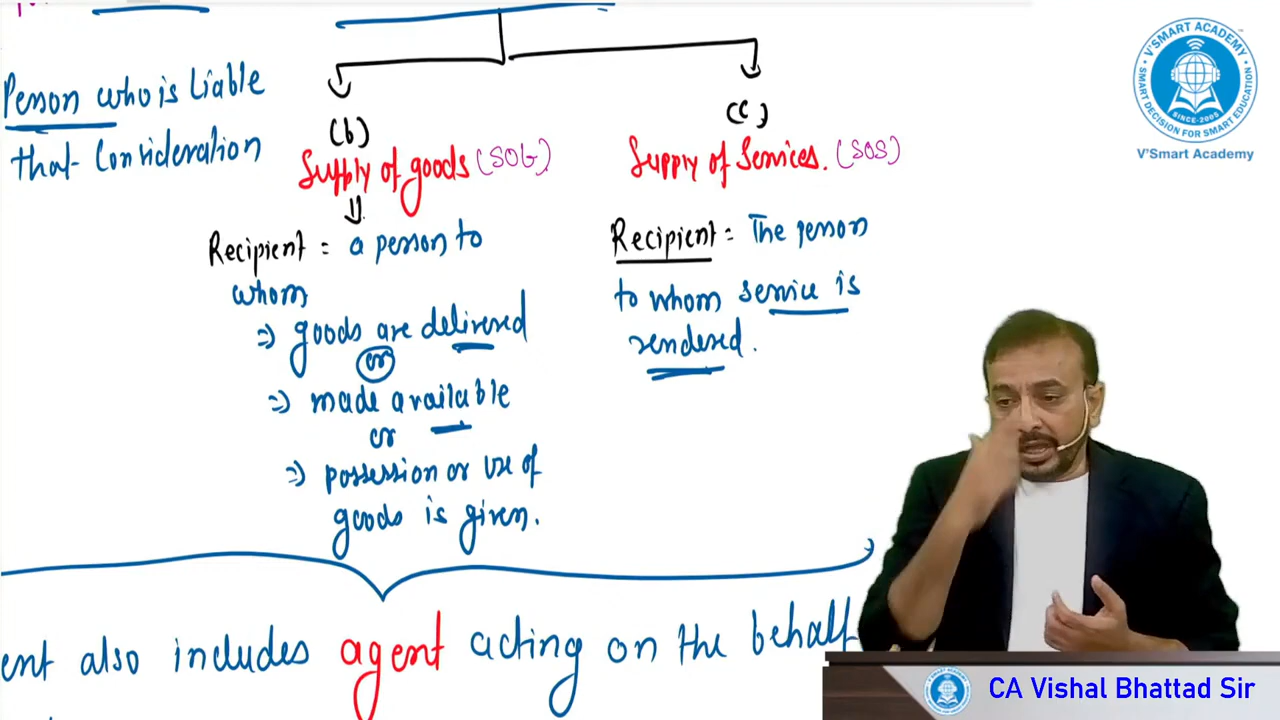 Person who is liable
that consideration
(b)
Supply of goods (SOG)
Recipient = a person to
whom
⇒ goods are delivered
or
⇒ made available
or
⇒ possession or use of
goods is given.
(c)
Supply of Services. (SOS)
Recipient = The person
to whom service is
rendered.
ent also includes agent acting on the behalf
V'SMART ACADEMY
SMART DECISION FOR SMART EDUCATION
SINCE-2005
V'Smart Academy
CA Vishal Bhattad Sir